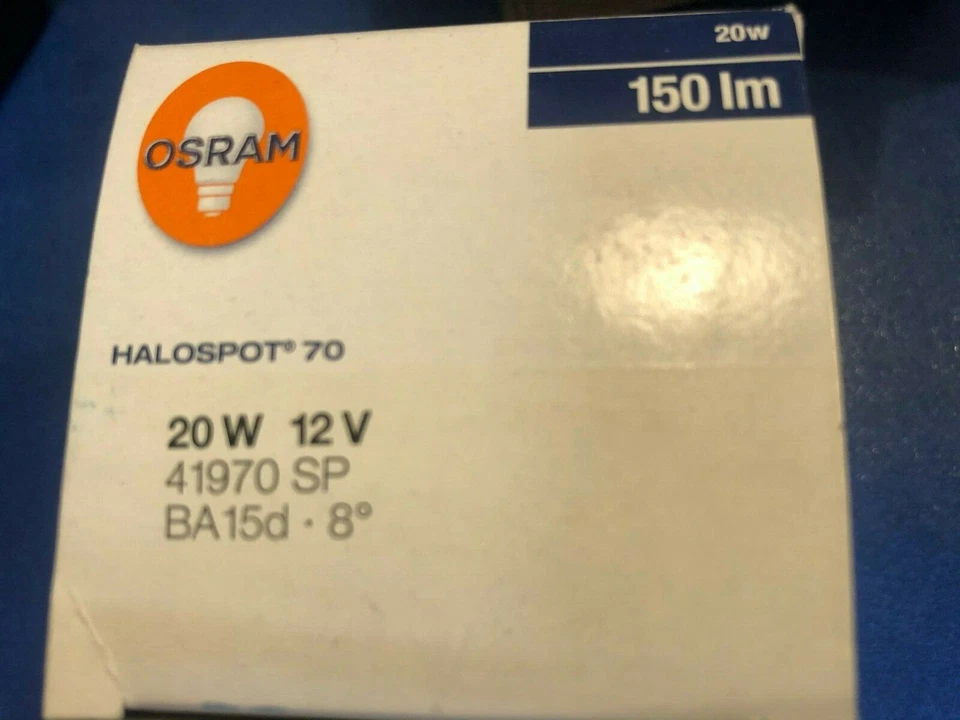 20W
150 lm
OSRAM
HALOSPOT® 70
20 W 12 V
41970 SP
BA15d · 8°